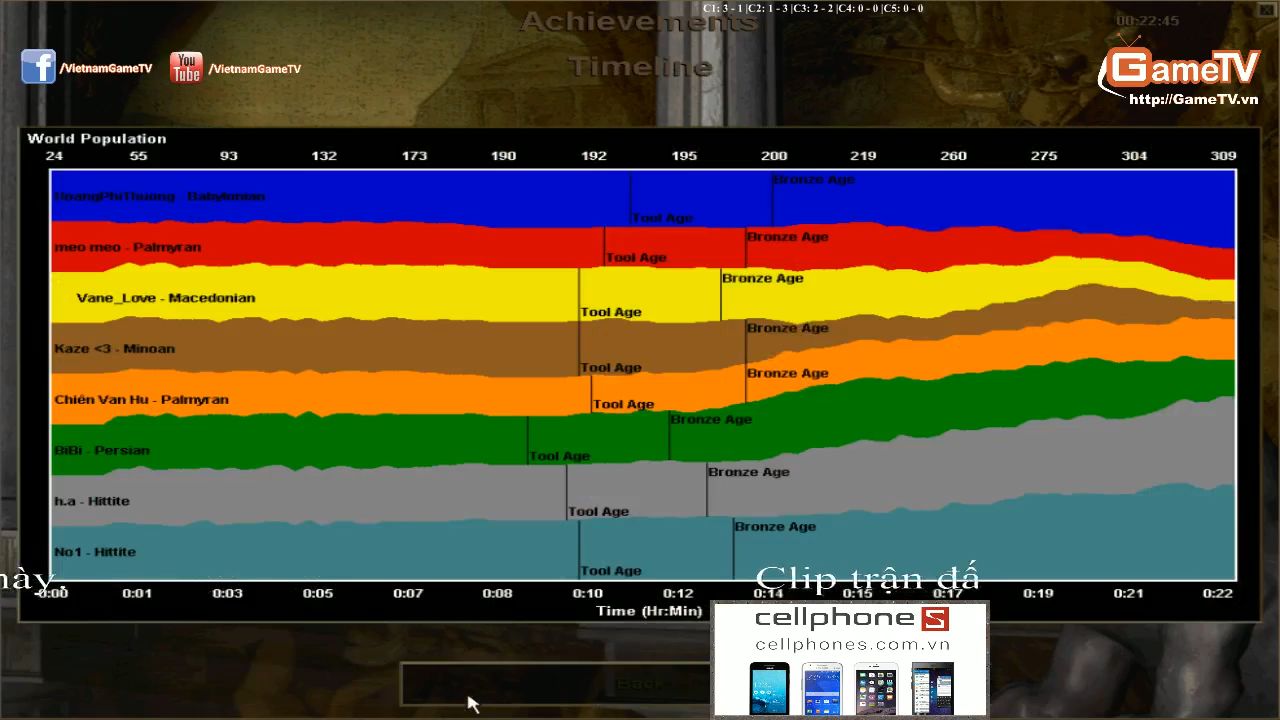 C1: 3 - 1 |C2: 1 - 3 |C3: 2 - 2 |C4: 0 - 0 |C5: 0 - 0
Achievements
00:22:45
Timeline
/VietnamGameTV
You Tube
/VietnamGameTV
GameTV
http://GameTV.vn
World Population
24 55 93 132 173 190 192 195 200 219 260 275 304 309
HoangPhiThuong - Babylonian
Bronze Age
Tool Age
meo meo - Palmyran
Bronze Age
Tool Age
Vane_Love - Macedonian
Bronze Age
Tool Age
Kaze <3 - Minoan
Bronze Age
Tool Age
Chiến Van Hu - Palmyran
Bronze Age
Tool Age
BiBi - Persian
Bronze Age
Tool Age
h.a - Hittite
Bronze Age
Tool Age
No1 - Hittite
Bronze Age
Tool Age
này.
Clip trận đấ
0:00 0:01 0:03 0:05 0:07 0:08 0:10 0:12 0:14 0:15 0:17 0:19 0:21 0:22
Time (Hr:Min)
cellphone S
cellphones.com.vn
Back